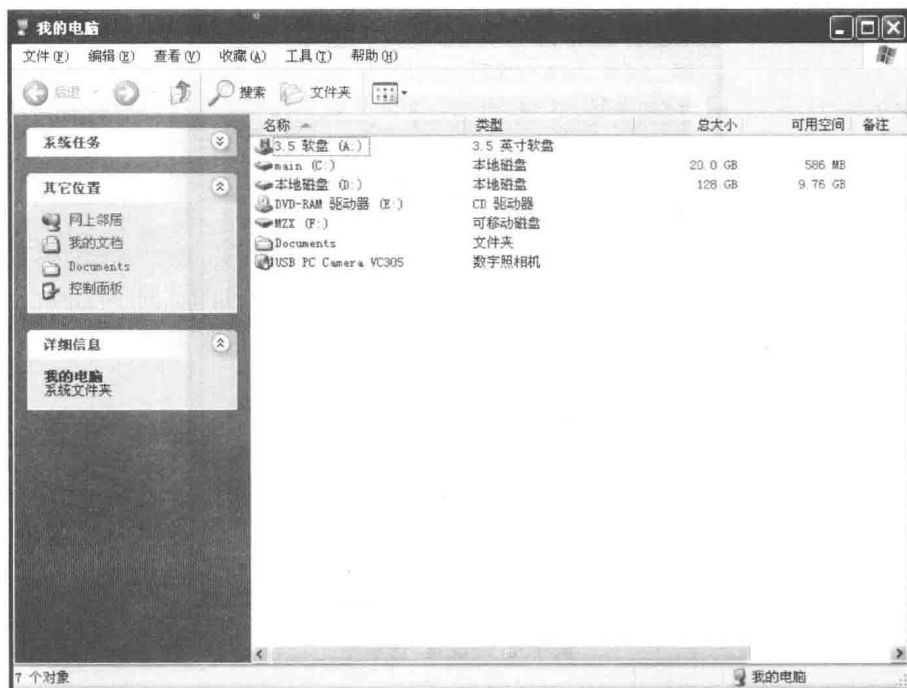 我的电脑
文件(F) 编辑(E) 查看(V) 收藏(A) 工具(T) 帮助(H)
后退 搜索 文件夹
系统任务
其它位置
网上邻居
我的文档
Documents
控制面板
详细信息
我的电脑
系统文件夹
名称 类型 总大小 可用空间 备注
3.5 软盘 (A:) 3.5 英寸软盘
main (C:) 本地磁盘 20.0 GB 586 MB
本地磁盘 (D:) 本地磁盘 128 GB 9.76 GB
DVD-RAM 驱动器 (E:) CD 驱动器
MZX (F:) 可移动磁盘
Documents 文件夹
USB PC Camera VC305 数字照相机
7 个对象 我的电脑